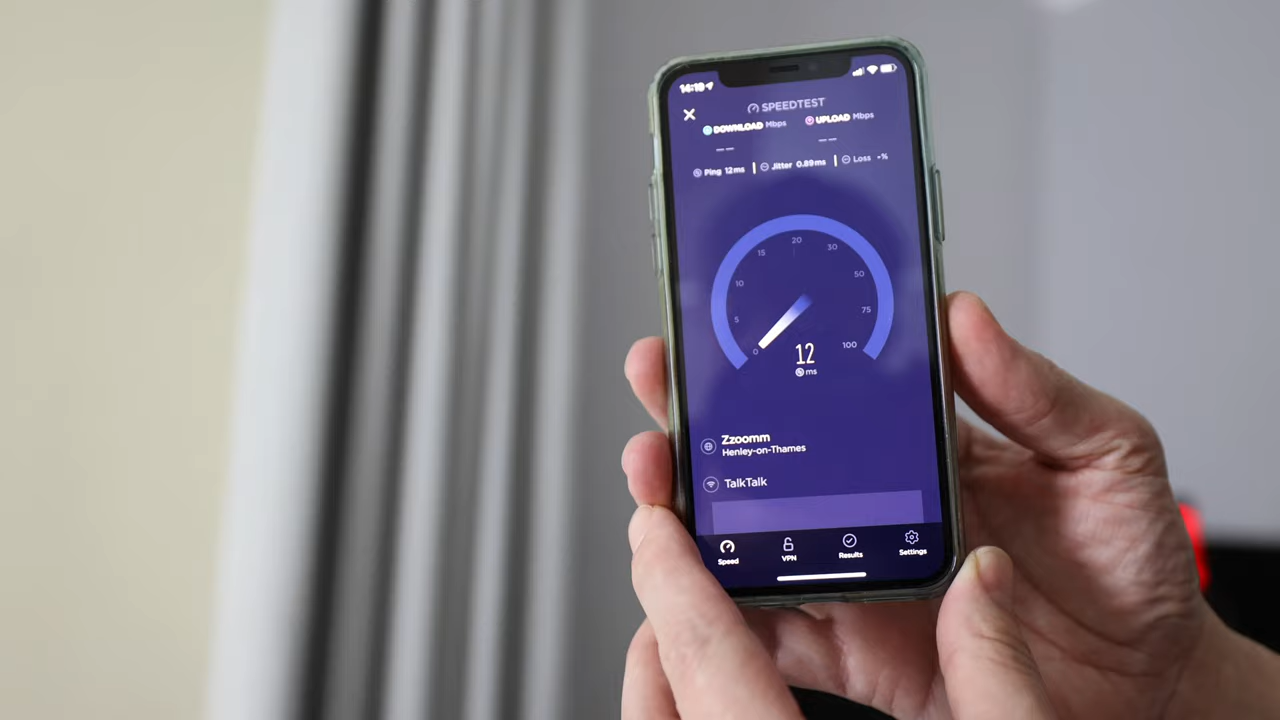 14:19
SPEEDTEST
DOWNLOAD Mbps
UPLOAD Mbps
— —
— —
Ping 12ms
Jitter 0.89ms
Loss -%
0
5
10
15
20
30
50
75
100
12
ms
Zzoomm
Henley-on-Thames
TalkTalk
Speed
VPN
Results
Settings